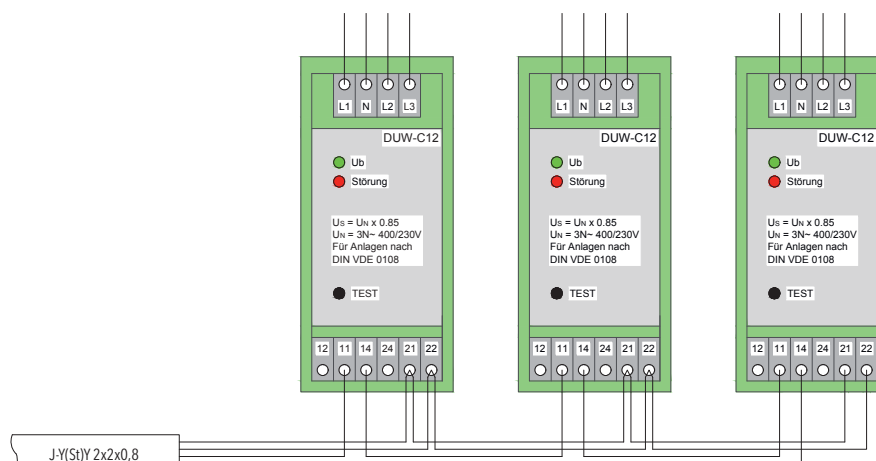 L1 N L2 L3
DUW-C12
Ub
Störung
Us = UN x 0.85
UN = 3N~ 400/230V
Für Anlagen nach
DIN VDE 0108
TEST
12 11 14 24 21 22
L1 N L2 L3
DUW-C12
Ub
Störung
Us = UN x 0.85
UN = 3N~ 400/230V
Für Anlagen nach
DIN VDE 0108
TEST
12 11 14 24 21 22
L1 N L2 L3
DUW-C12
Ub
Störung
Us = UN x 0.85
UN = 3N~ 400/230V
Für Anlagen nach
DIN VDE 0108
TEST
12 11 14 24 21 22
J-Y(St)Y 2x2x0,8